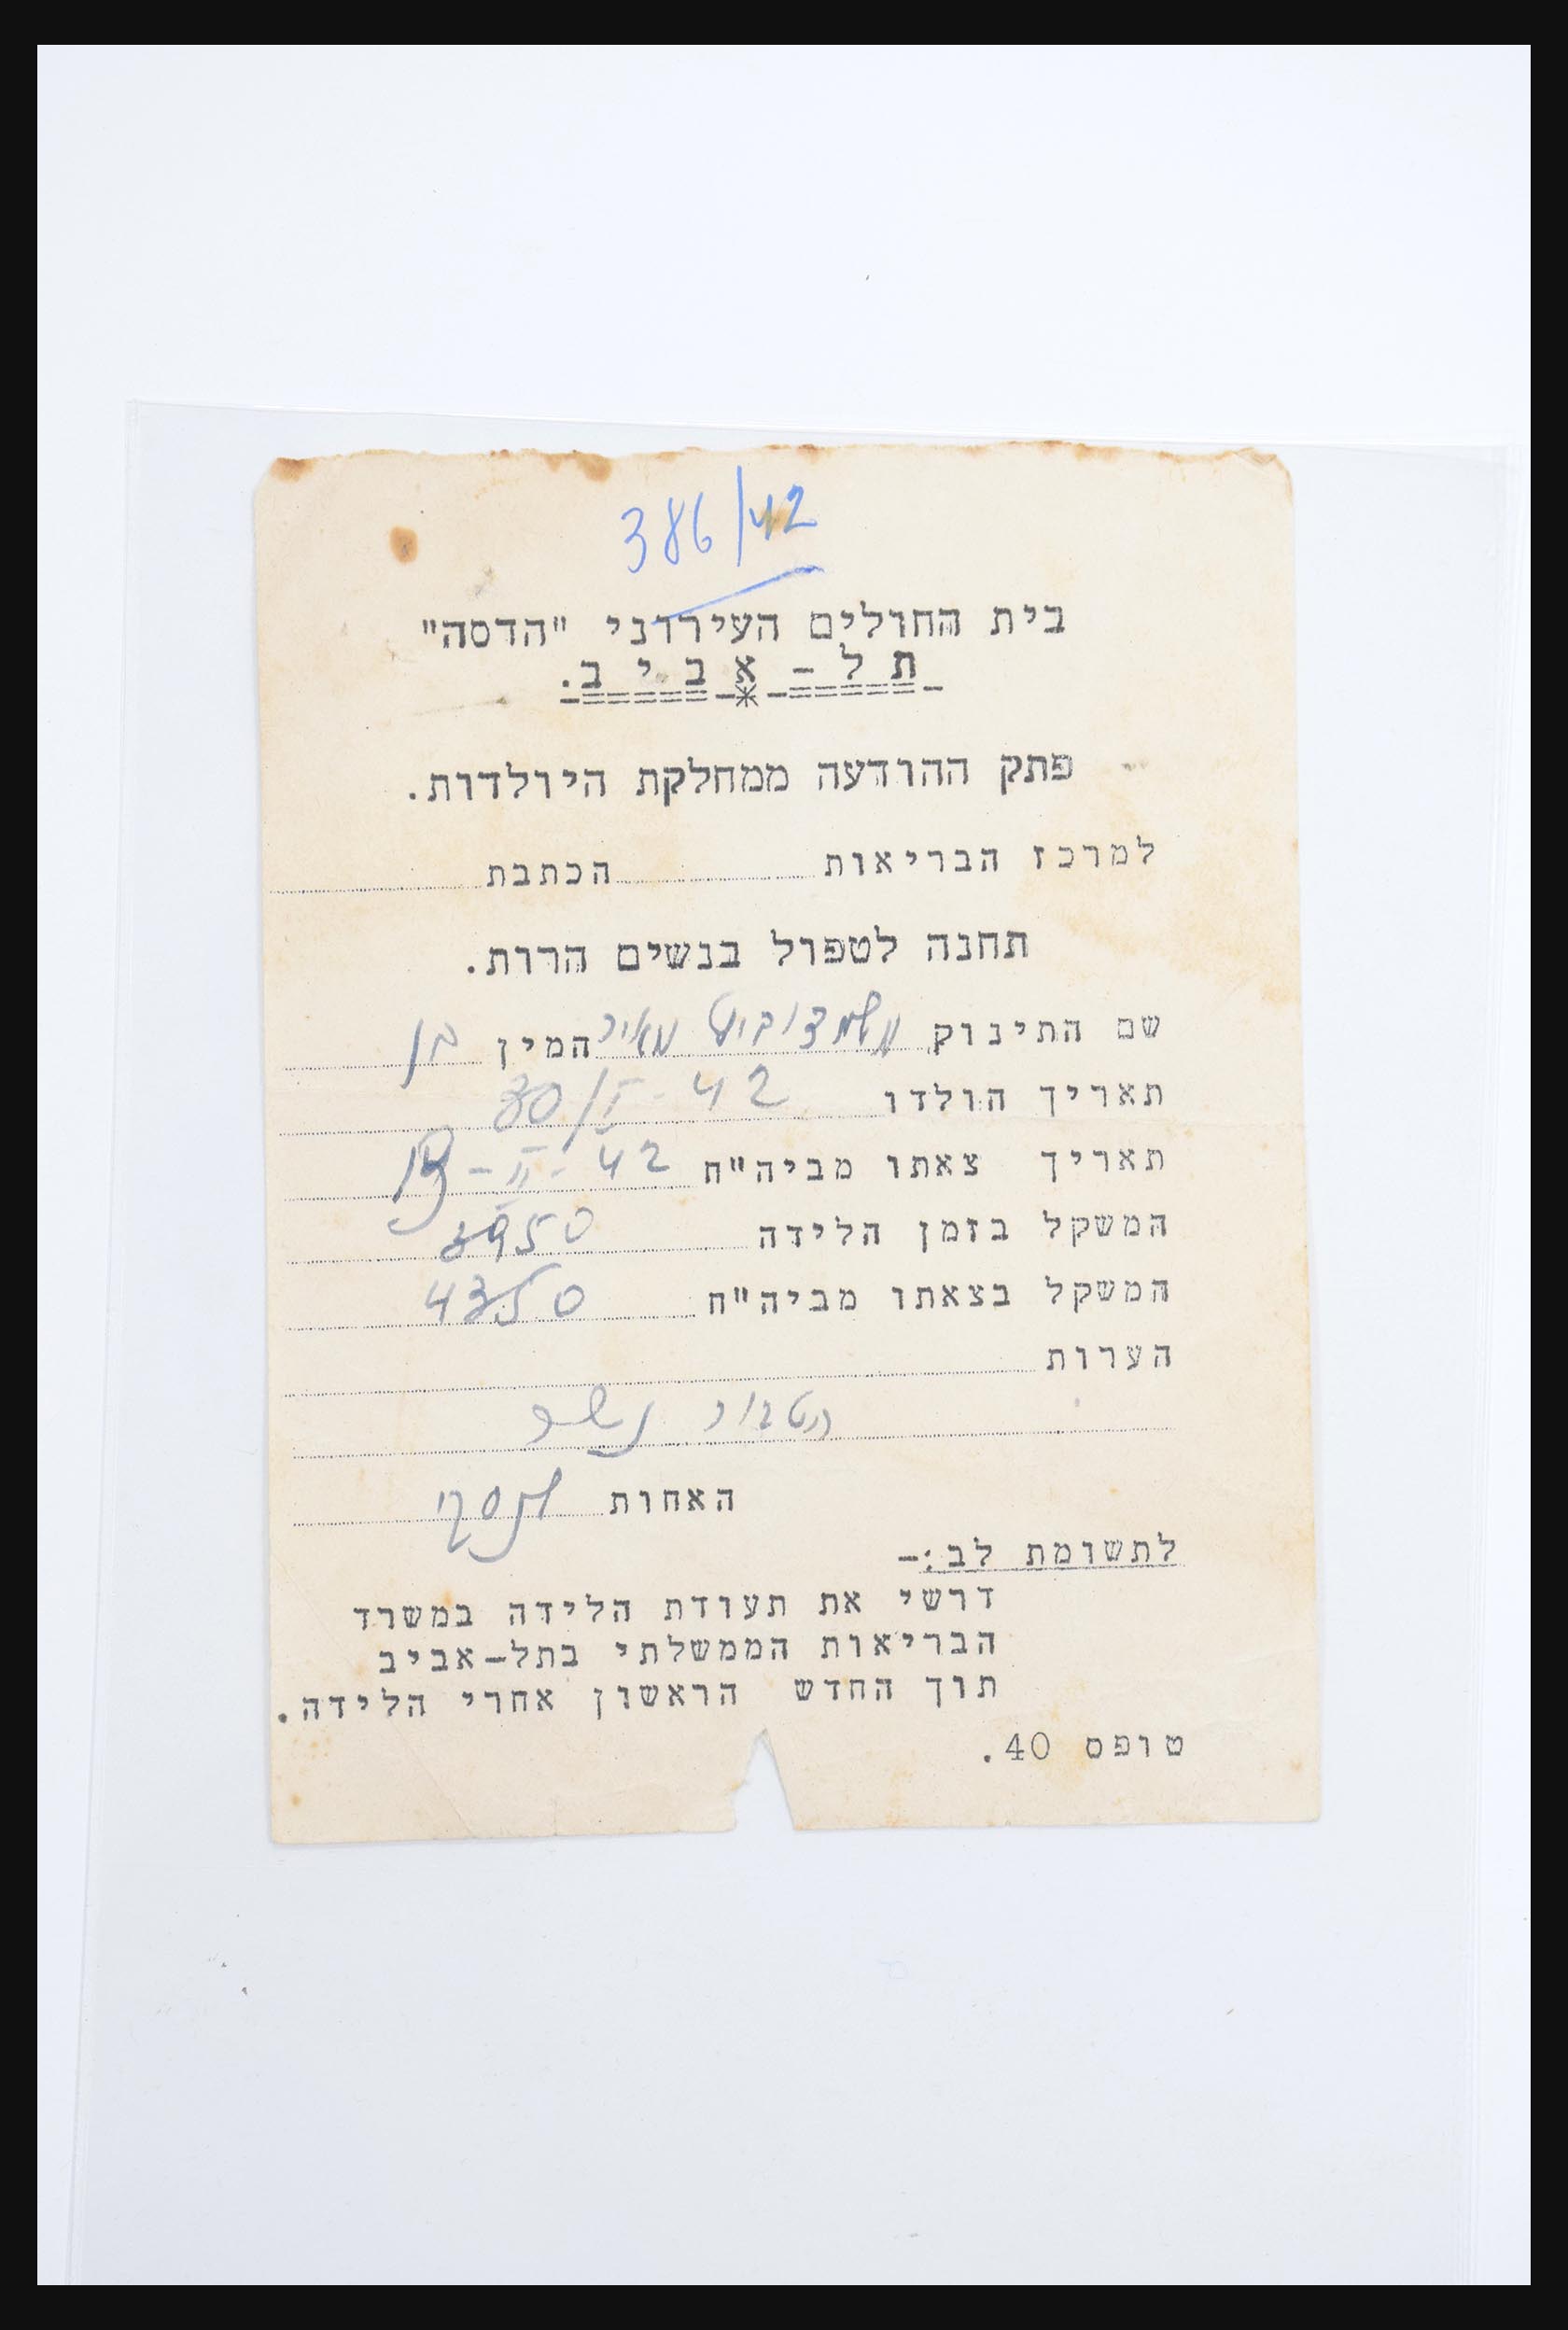 386/42
בית החולים העירוני "הדסה"
ת ל - א ב י ב.
-======-*-=====-
פתק ההודעה ממחלקת היולדות.
למרכז הבריאות הכתבת
תחנה לטפול בנשים הרות.
שם התינוק מאיר המין בן
תאריך הולדו 30/I - 42
תאריך צאתו מביה"ח - II - 42
המשקל בזמן הלידה 3950
המשקל בצאתו מביה"ח 4350
הערות
הטבור נשר
האחות
לתשומת לב:-
דרשי את תעודת הלידה במשרד
הבריאות הממשלתי בתל-אביב
תוך החדש הראשון אחרי הלידה.
טופס 40.